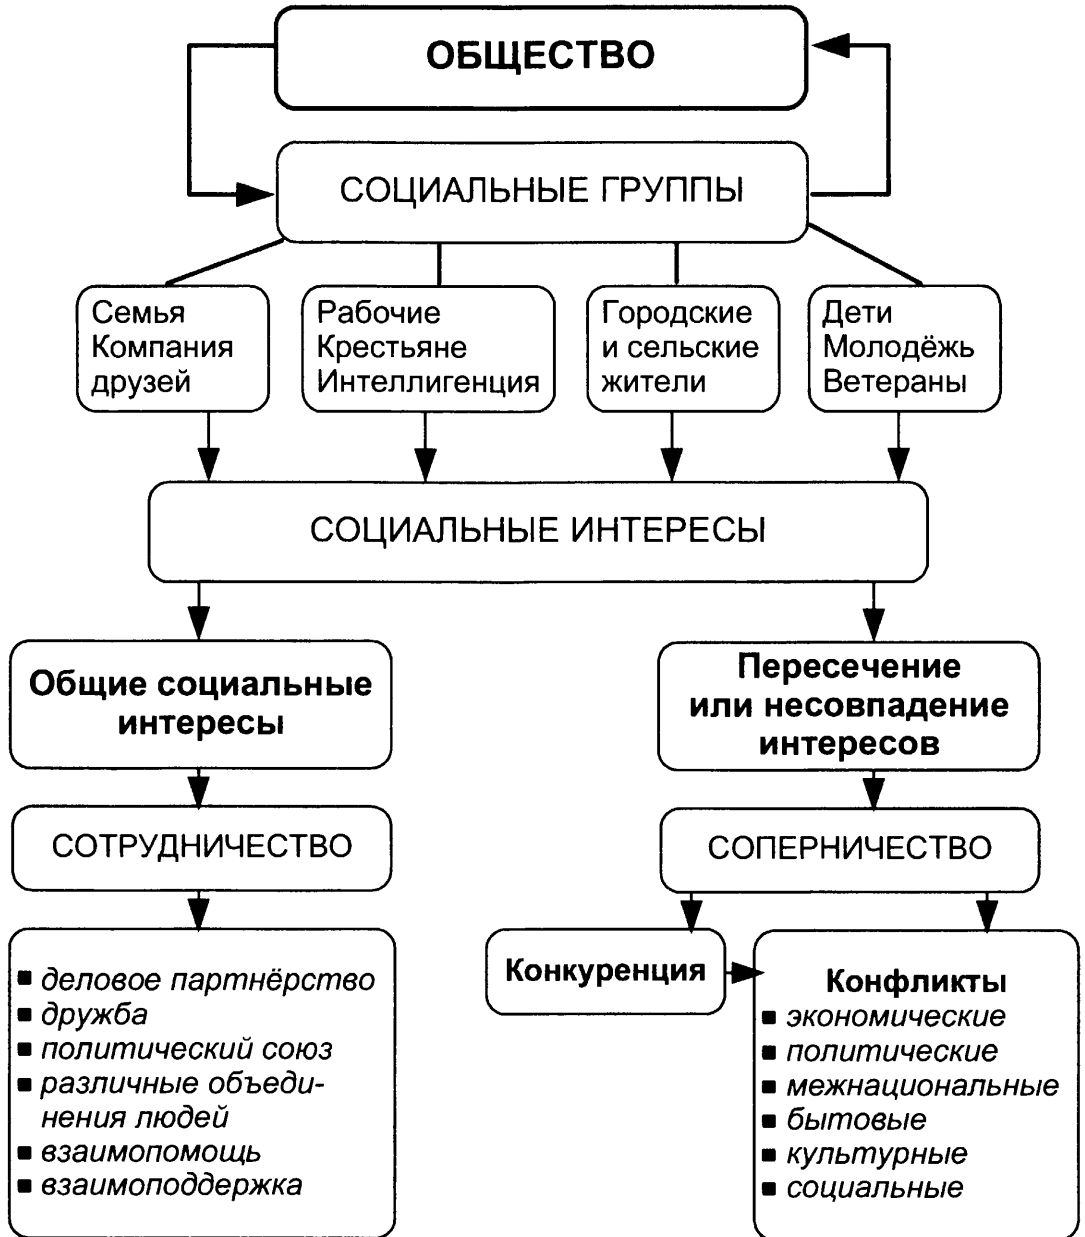 ОБЩЕСТВО
СОЦИАЛЬНЫЕ ГРУППЫ
Семья
Компания
друзей
Рабочие
Крестьяне
Интеллигенция
Городские
и сельские
жители
Дети
Молодёжь
Ветераны
СОЦИАЛЬНЫЕ ИНТЕРЕСЫ
Общие социальные
интересы
Пересечение
или несовпадение
интересов
СОТРУДНИЧЕСТВО
СОПЕРНИЧЕСТВО
▪ деловое партнёрство
▪ дружба
▪ политический союз
▪ различные объеди-
нения людей
▪ взаимопомощь
▪ взаимоподдержка
Конкуренция
Конфликты
▪ экономические
▪ политические
▪ межнациональные
▪ бытовые
▪ культурные
▪ социальные